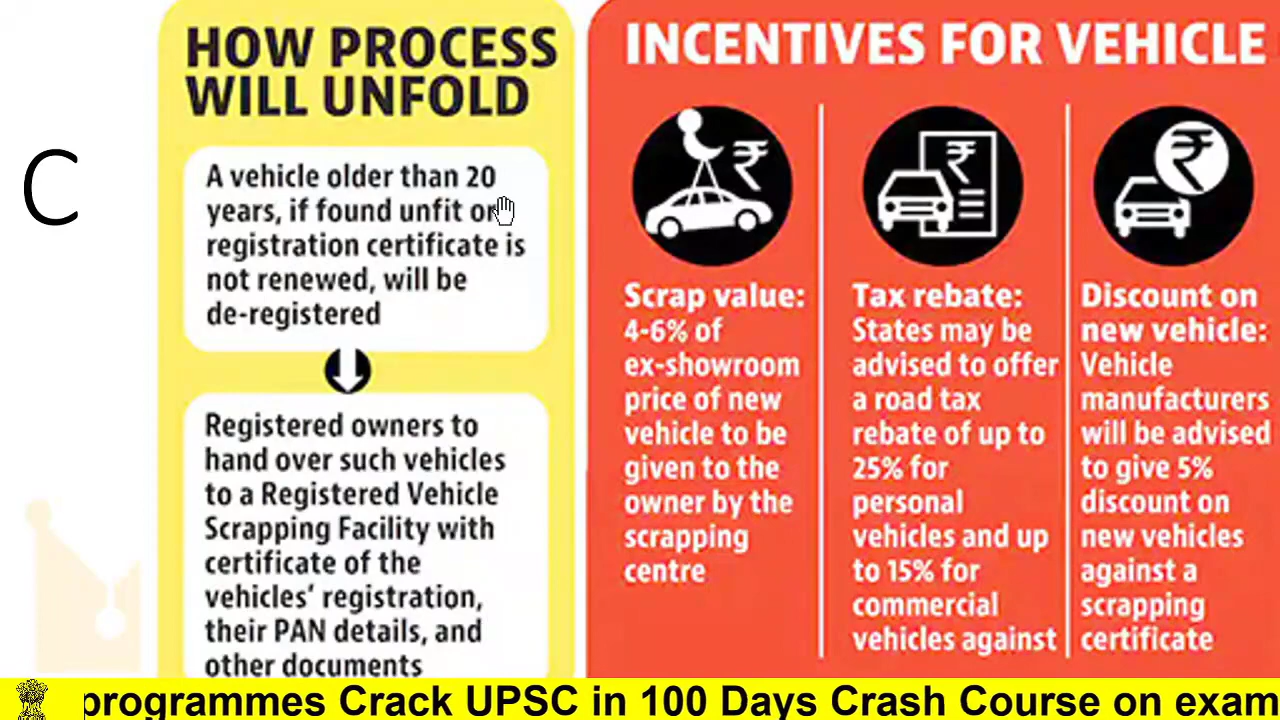 C
HOW PROCESS
WILL UNFOLD
A vehicle older than 20
years, if found unfit or
registration certificate is
not renewed, will be
de-registered
Registered owners to
hand over such vehicles
to a Registered Vehicle
Scrapping Facility with
certificate of the
vehicles’ registration,
their PAN details, and
other documents
INCENTIVES FOR VEHICLE
₹
Scrap value:
4-6% of
ex-showroom
price of new
vehicle to be
given to the
owner by the
scrapping
centre
₹
Tax rebate:
States may be
advised to offer
a road tax
rebate of up to
25% for
personal
vehicles and up
to 15% for
commercial
vehicles against
₹
Discount on
new vehicle:
Vehicle
manufacturers
will be advised
to give 5%
discount on
new vehicles
against a
scrapping
certificate
programmes Crack UPSC in 100 Days Crash Course on exam